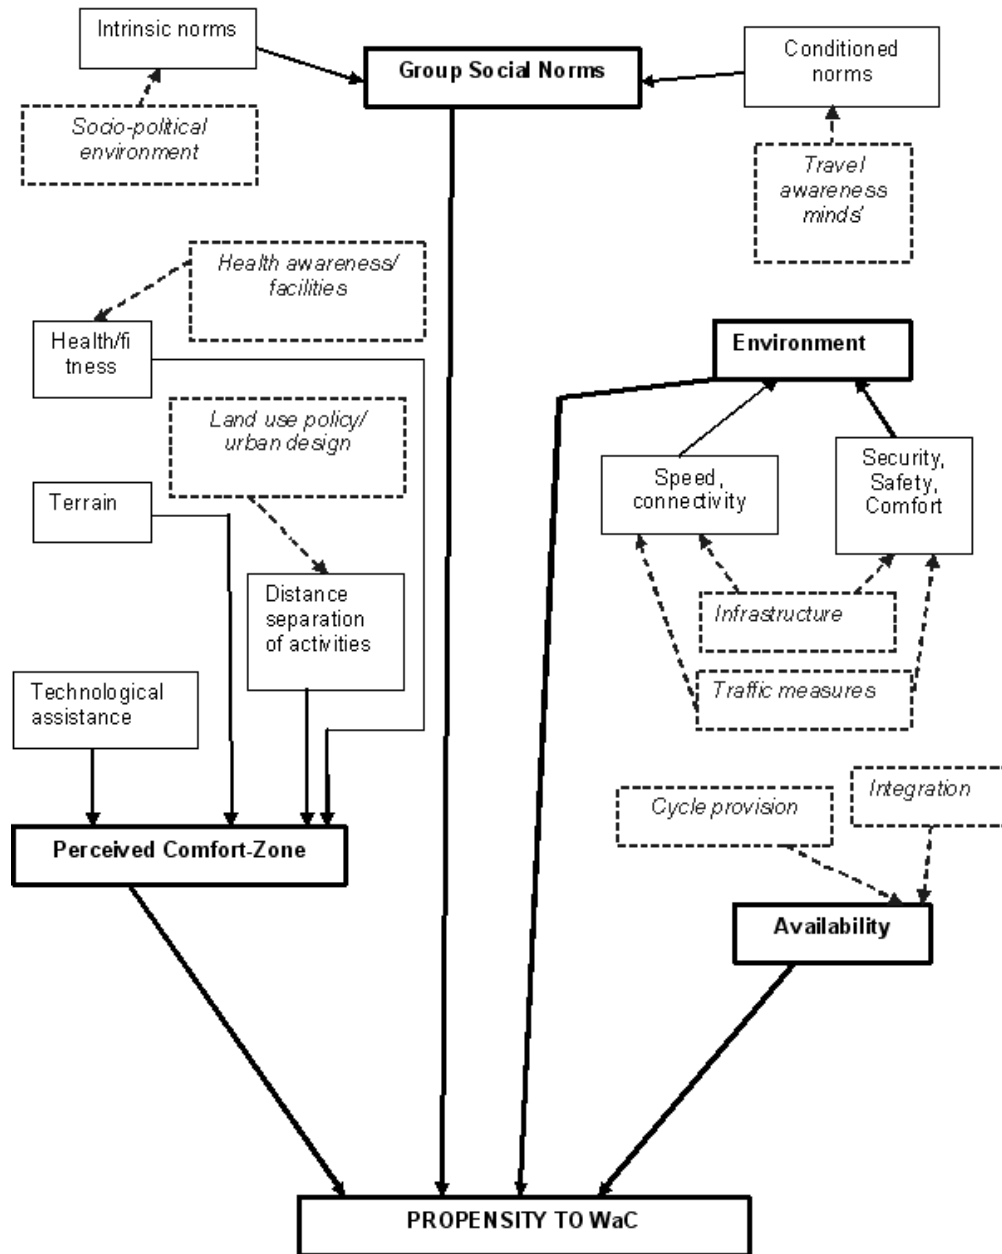 Intrinsic norms
Group Social Norms
Conditioned
norms
Socio-political
environment
Travel
awareness
minds'
Health awareness/
facilities
Health/fi
tness
Environment
Land use policy/
urban design
Speed,
connectivity
Security,
Safety,
Comfort
Terrain
Distance
separation
of activities
Infrastructure
Technological
assistance
Traffic measures
Cycle provision
Integration
Perceived Comfort-Zone
Availability
PROPENSITY TO WaC